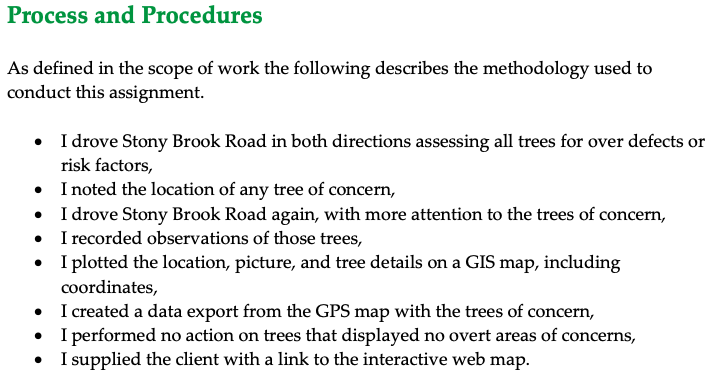 Process and Procedures
As defined in the scope of work the following describes the methodology used to
conduct this assignment.
• I drove Stony Brook Road in both directions assessing all trees for over defects or
risk factors,
• I noted the location of any tree of concern,
• I drove Stony Brook Road again, with more attention to the trees of concern,
• I recorded observations of those trees,
• I plotted the location, picture, and tree details on a GIS map, including
coordinates,
• I created a data export from the GPS map with the trees of concern,
• I performed no action on trees that displayed no overt areas of concerns,
• I supplied the client with a link to the interactive web map.